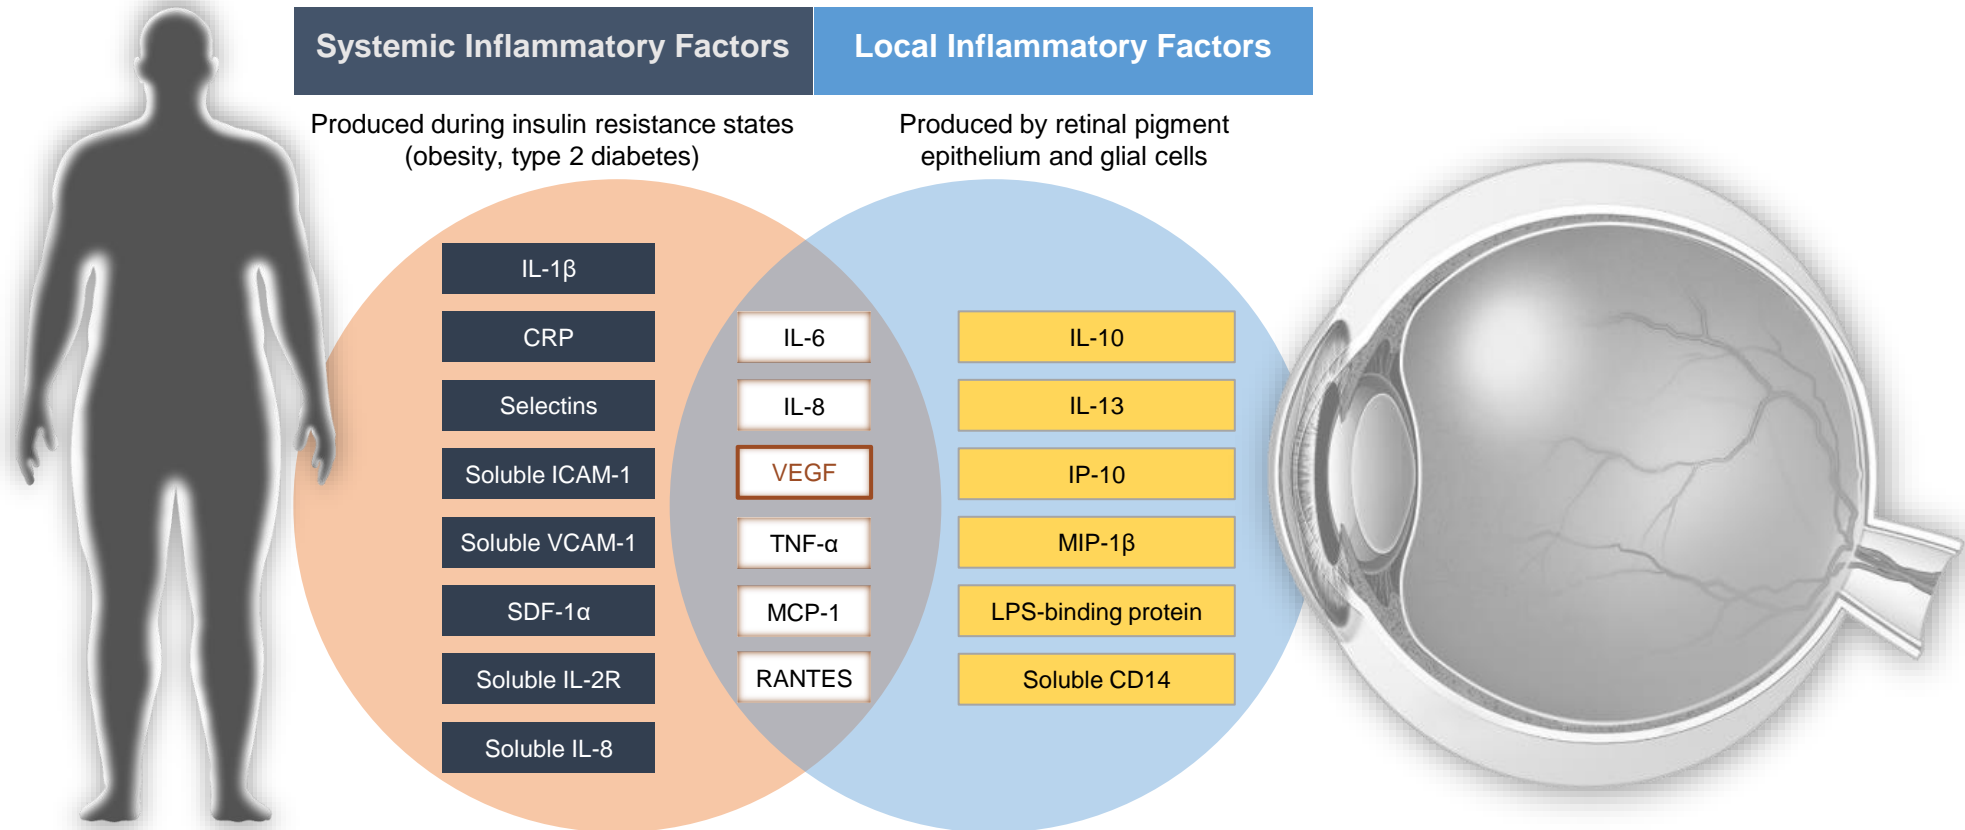 Systemic Inflammatory Factors
Local Inflammatory Factors
Produced during insulin resistance states
(obesity, type 2 diabetes)
Produced by retinal pigment
epithelium and glial cells
IL-1β
CRP
Selectins
Soluble ICAM-1
Soluble VCAM-1
SDF-1α
Soluble IL-2R
Soluble IL-8
IL-6
IL-8
VEGF
TNF-α
MCP-1
RANTES
IL-10
IL-13
IP-10
MIP-1β
LPS-binding protein
Soluble CD14